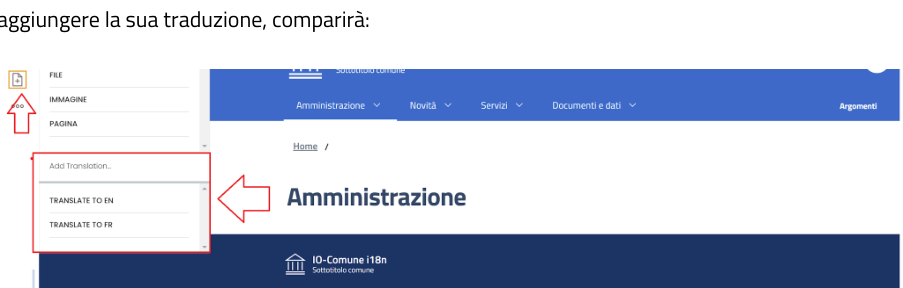 aggiungere la sua traduzione, comparirà:
Sottotitolo comune
FILE
IMMAGINE
PAGINA
Amministrazione
Novità
Servizi
Documenti e dati
Argomenti
Home /
Add Translation...
TRANSLATE TO EN
TRANSLATE TO FR
Amministrazione
IO-Comune i18n
Sottotitolo comune